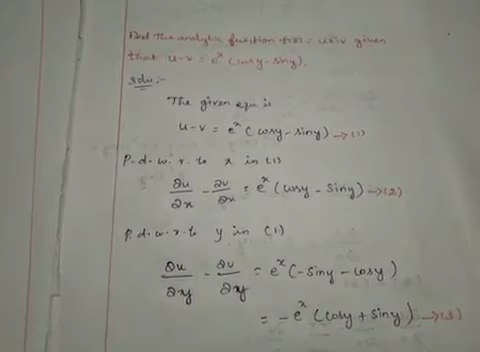 Find the analytic function f(z) = u+iv given
that u-v = e^x (cosy-siny).
Solu:-
The given equn is
u-v = e^x (cosy-siny) →(1)
P.d.w.r.to x in (1)
∂u/∂x - ∂v/∂x = e^x (cosy - siny) →(2)
P.d.w.r.to y in (1)
∂u/∂y - ∂v/∂y = e^x (-siny - cosy)
= -e^x (cosy + siny) →(3)